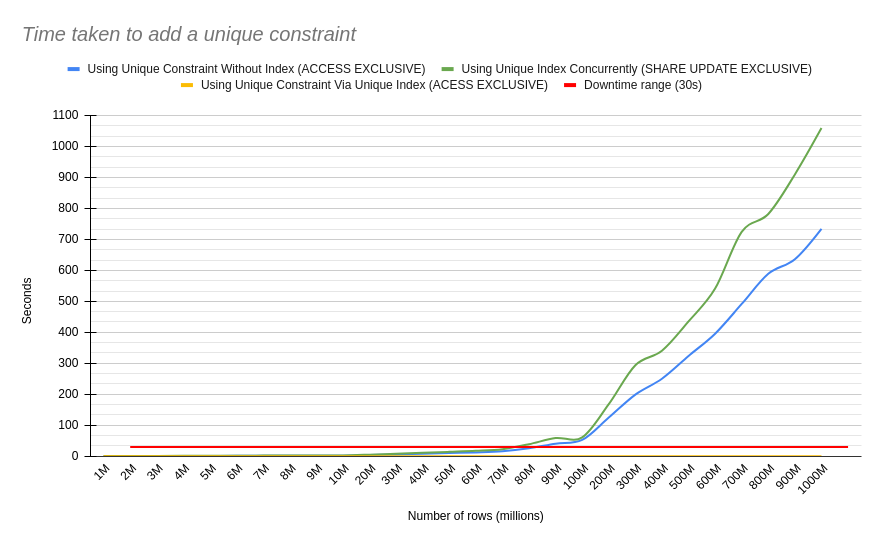 Time taken to add a unique constraint
Using Unique Constraint Without Index (ACCESS EXCLUSIVE) Using Unique Index Concurrently (SHARE UPDATE EXCLUSIVE)
Using Unique Constraint Via Unique Index (ACESS EXCLUSIVE) Downtime range (30s)
1100
1000
900
800
700
600
500
400
300
200
100
0
Seconds
1M 2M 3M 4M 5M 6M 7M 8M 9M 10M 20M 30M 40M 50M 60M 70M 80M 90M 100M 200M 300M 400M 500M 600M 700M 800M 900M 1000M
Number of rows (millions)